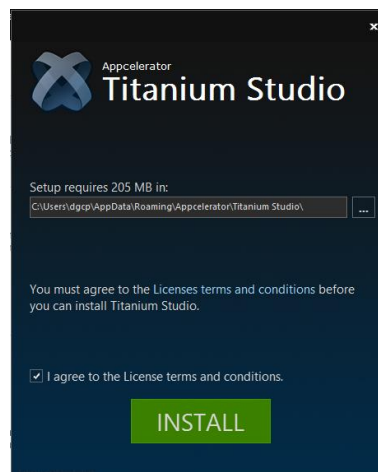 Appcelerator
Titanium Studio
Setup requires 205 MB in:
C:\Users\dgcp\AppData\Roaming\Appcelerator\Titanium Studio\
...
You must agree to the Licenses terms and conditions before
you can install Titanium Studio.
I agree to the License terms and conditions.
INSTALL